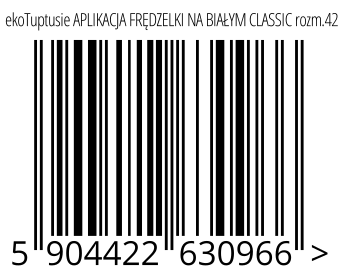 ekoTuptusie APLIKACJA FRĘDZELKI NA BIAŁYM CLASSIC rozm.42
5 904422 630966 >